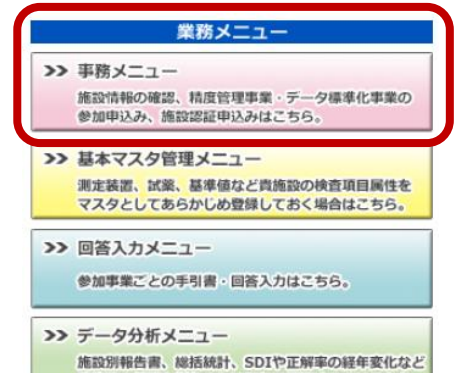 業務メニュー
>> 事務メニュー
施設情報の確認、精度管理事業・データ標準化事業の
参加申込み、施設認証申込みはこちら。
>> 基本マスタ管理メニュー
測定装置、試薬、基準値など貴施設の検査項目属性を
マスタとしてあらかじめ登録しておく場合はこちら。
>> 回答入力メニュー
参加事業ごとの手引書・回答入力はこちら。
>> データ分析メニュー
施設別報告書、総括統計、SDIや正解率の経年変化など